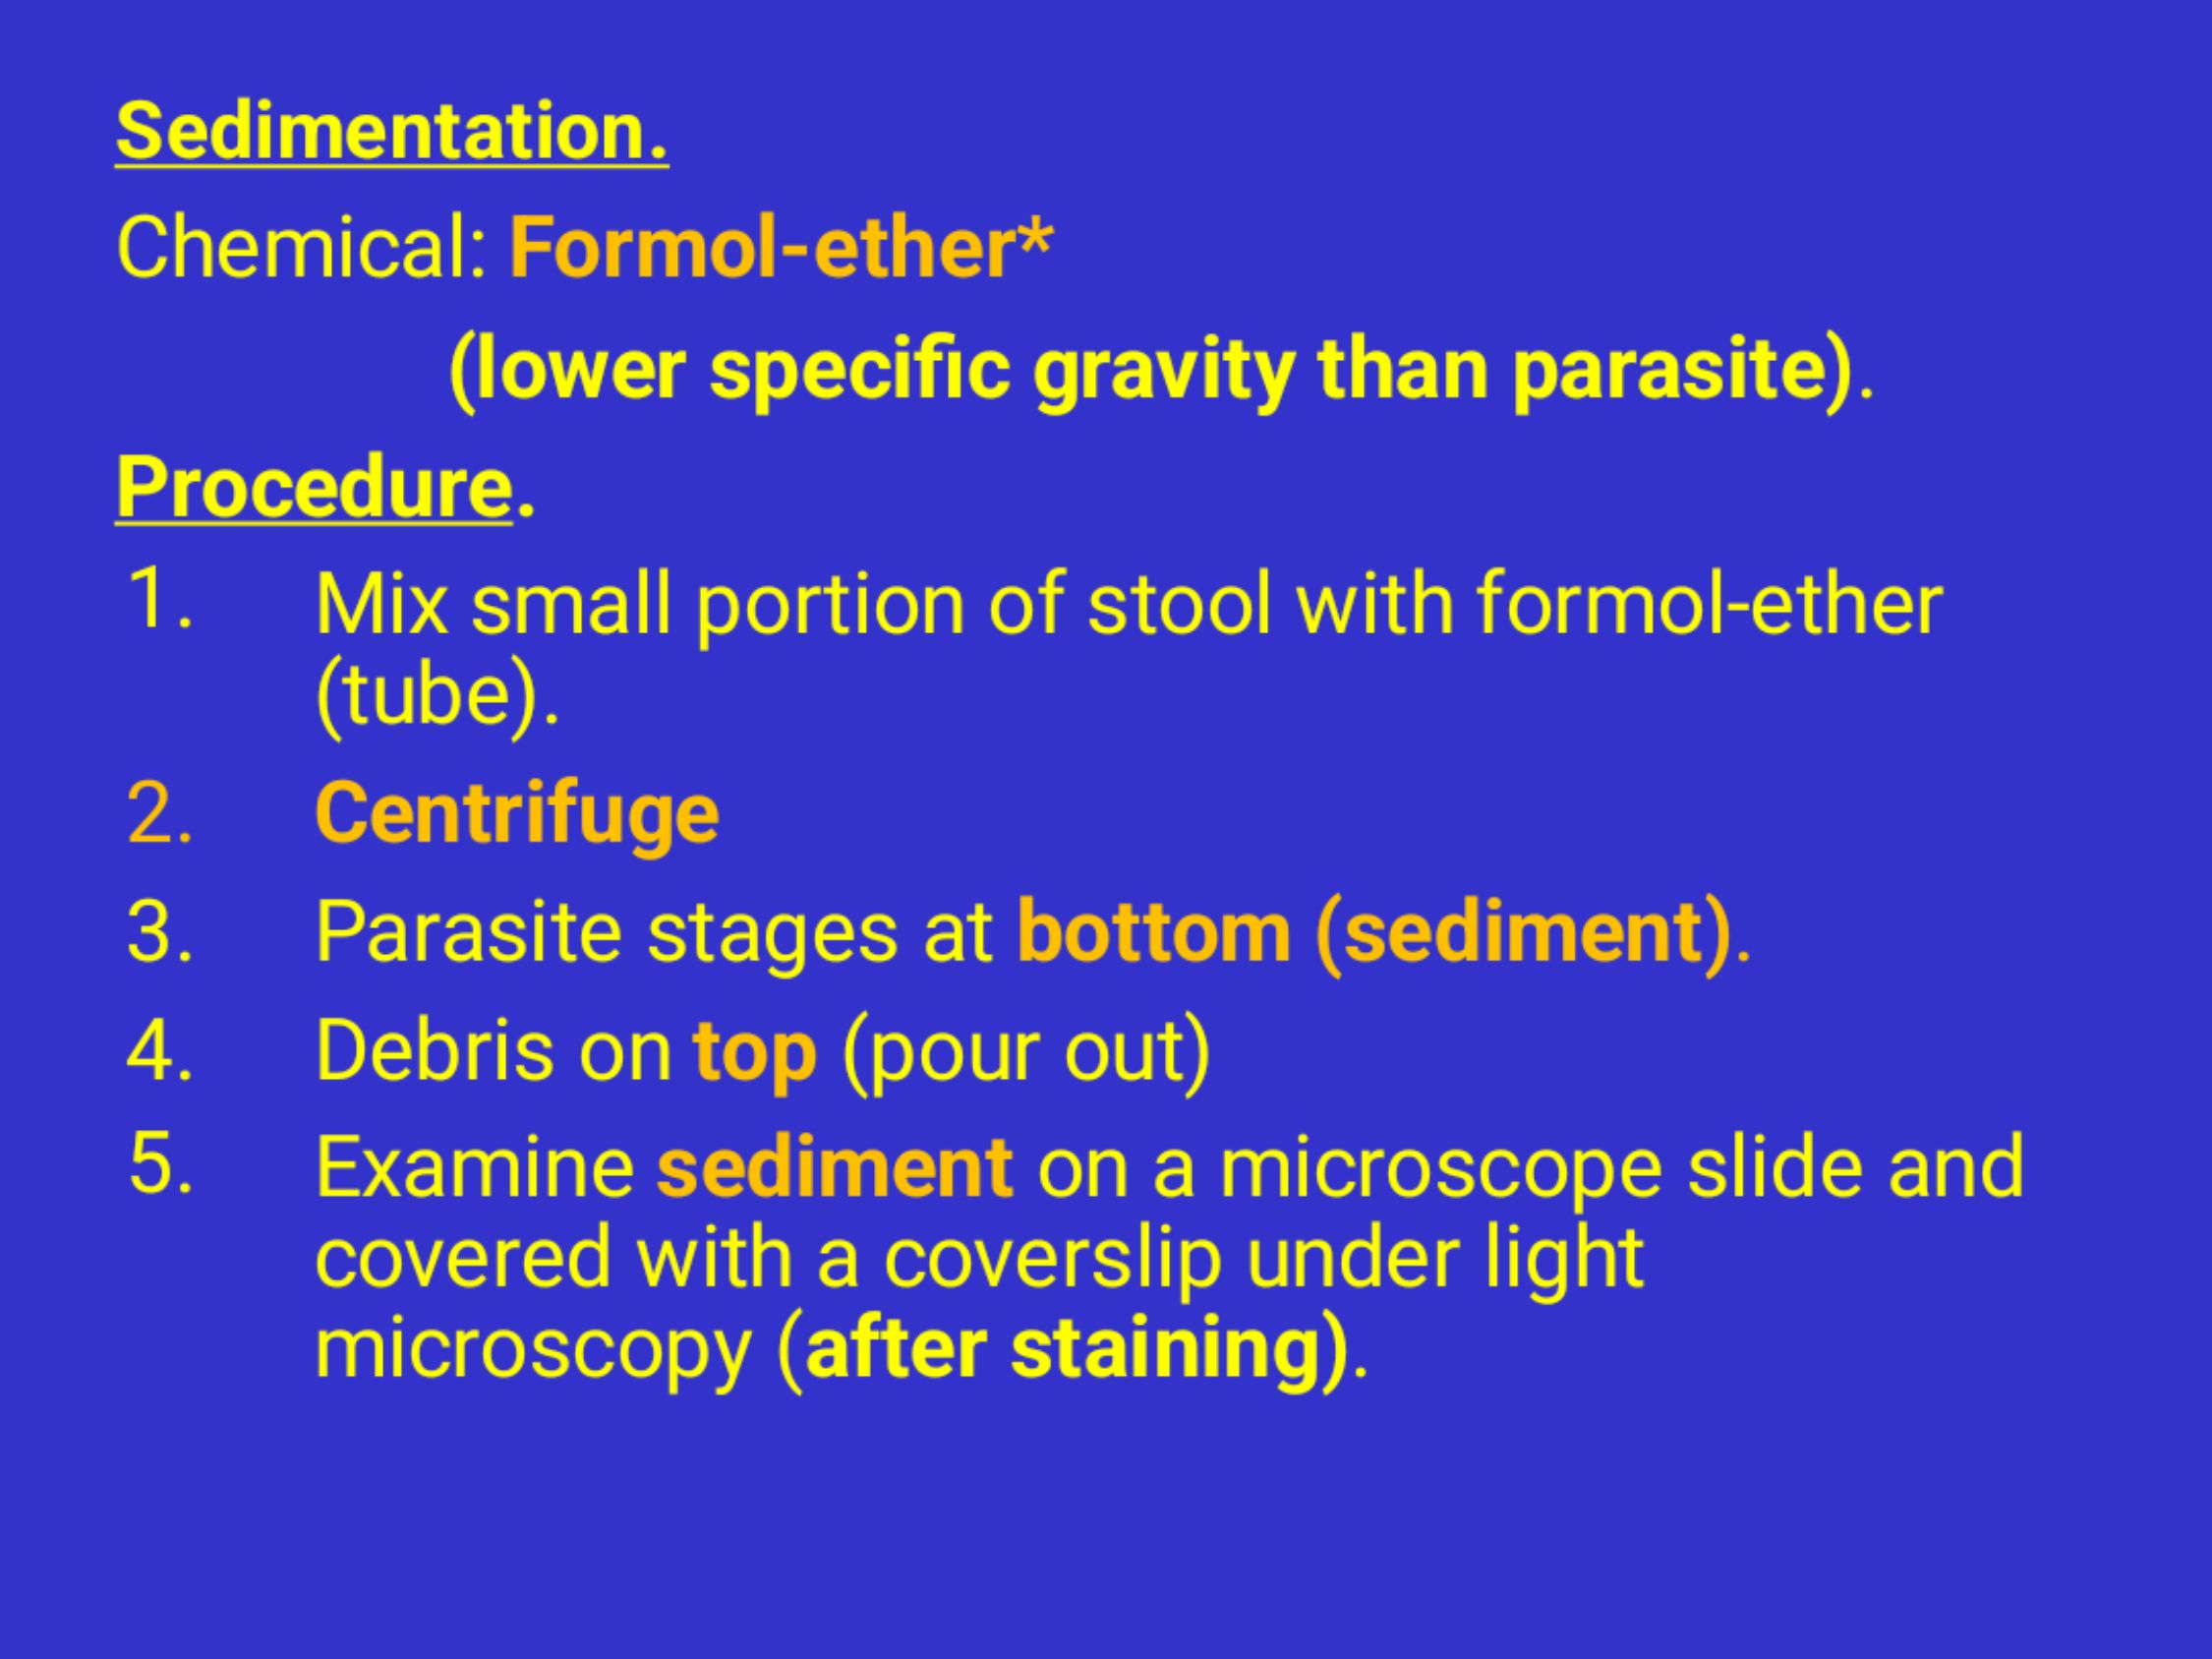 Sedimentation.
Chemical: Formol-ether*
(lower specific gravity than parasite).
Procedure.
1. Mix small portion of stool with formol-ether
(tube).
2. Centrifuge
3. Parasite stages at bottom (sediment).
4. Debris on top (pour out)
5. Examine sediment on a microscope slide and
covered with a coverslip under light
microscopy (after staining).